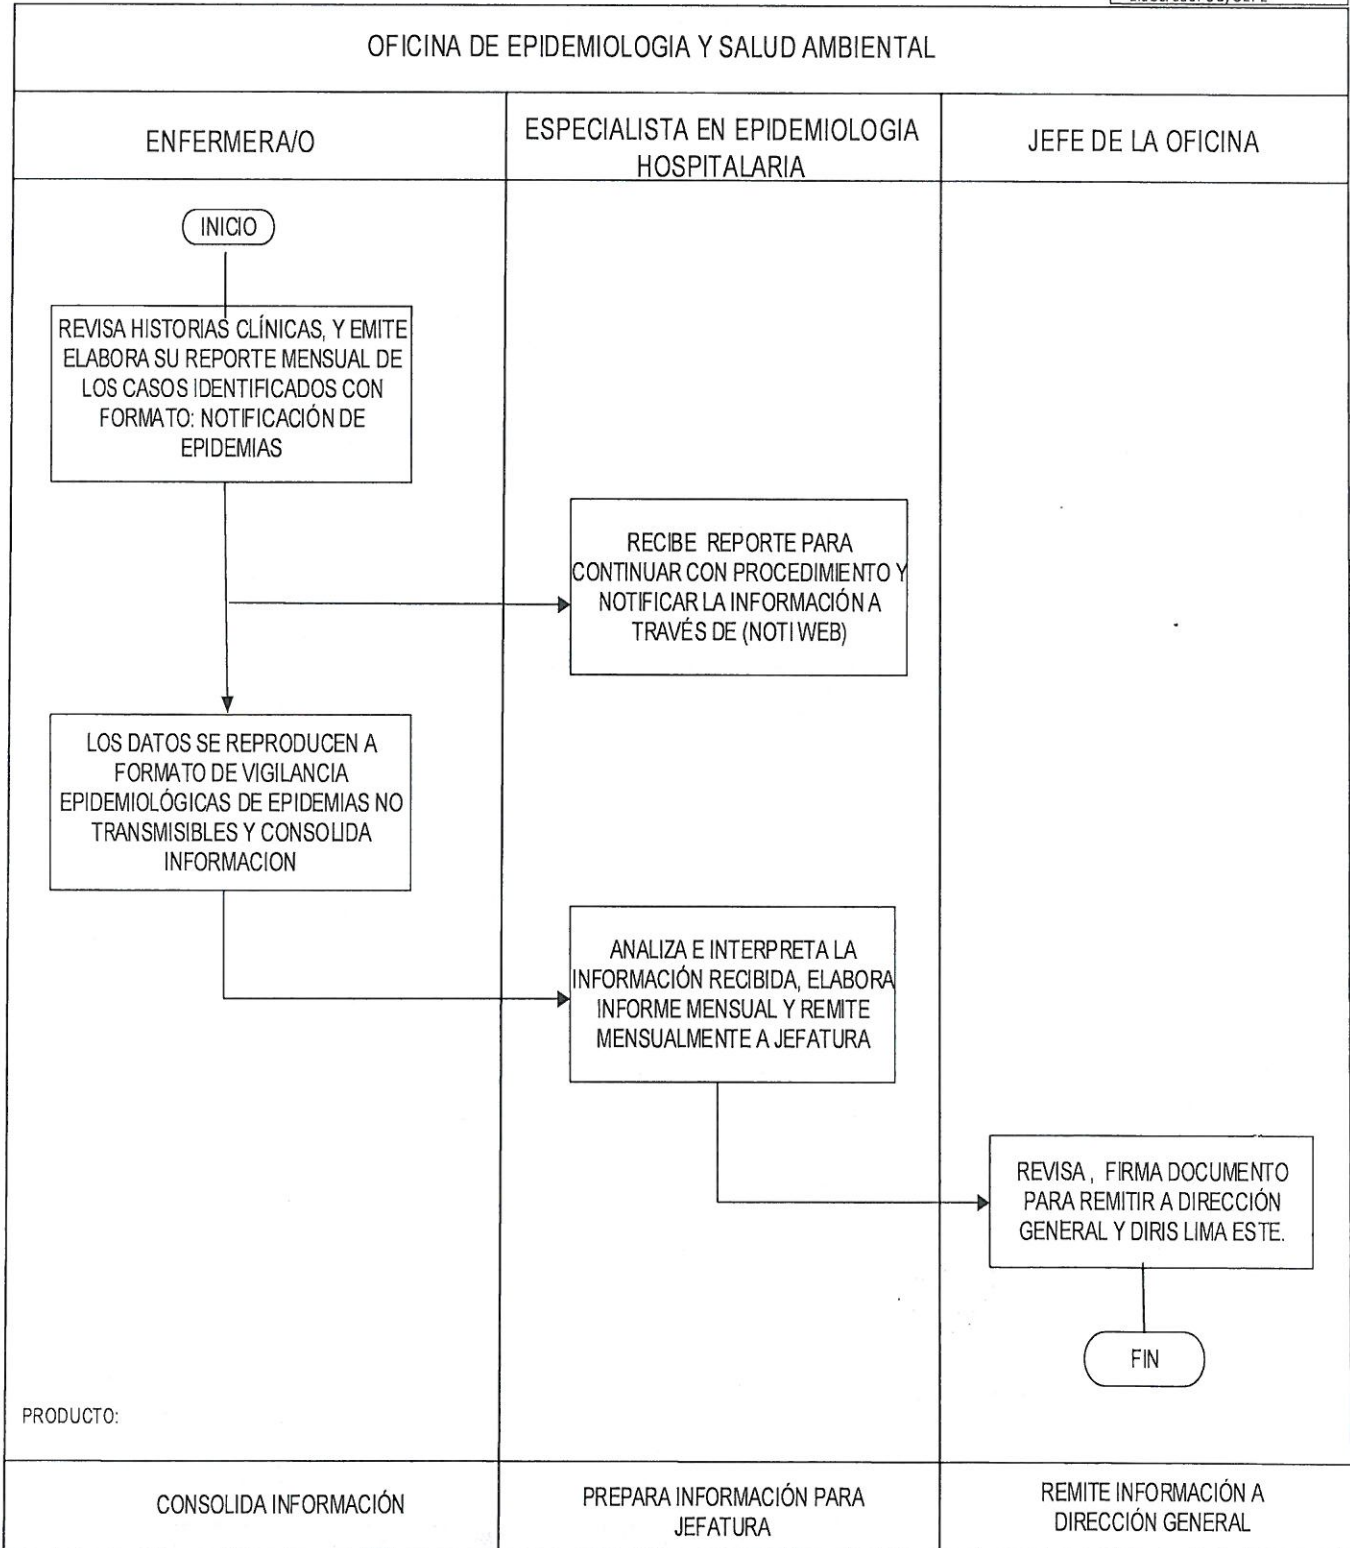 OFICINA DE EPIDEMIOLOGIA Y SALUD AMBIENTAL
ENFERMERA/O
ESPECIALISTA EN EPIDEMIOLOGIA
HOSPITALARIA
JEFE DE LA OFICINA
INICIO
REVISA HISTORIAS CLÍNICAS, Y EMITE
ELABORA SU REPORTE MENSUAL DE
LOS CASOS IDENTIFICADOS CON
FORMATO: NOTIFICACIÓN DE
EPIDEMIAS
RECIBE REPORTE PARA
CONTINUAR CON PROCEDIMIENTO Y
NOTIFICAR LA INFORMACIÓN A
TRAVÉS DE (NOTI WEB)
LOS DATOS SE REPRODUCEN A
FORMATO DE VIGILANCIA
EPIDEMIOLÓGICAS DE EPIDEMIAS NO
TRANSMISIBLES Y CONSOLIDA
INFORMACION
ANALIZA E INTERPRETA LA
INFORMACIÓN RECIBIDA, ELABORA
INFORME MENSUAL Y REMITE
MENSUALMENTE A JEFATURA
REVISA , FIRMA DOCUMENTO
PARA REMITIR A DIRECCIÓN
GENERAL Y DIRIS LIMA ESTE.
FIN
PRODUCTO:
CONSOLIDA INFORMACIÓN
PREPARA INFORMACIÓN PARA
JEFATURA
REMITE INFORMACIÓN A
DIRECCIÓN GENERAL